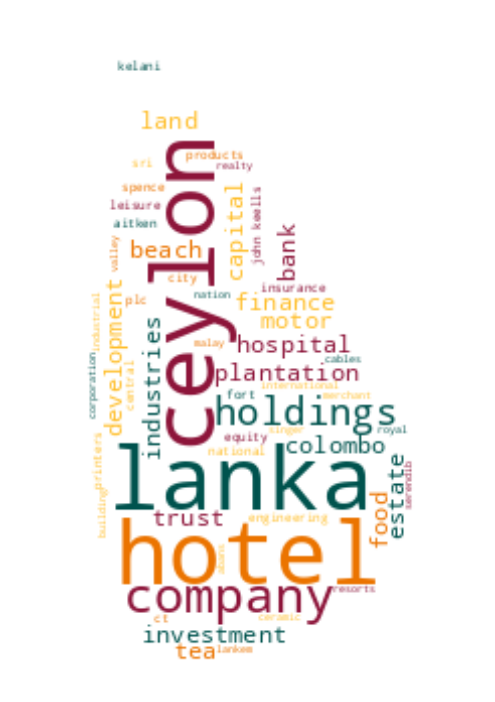 kelani
land
products
sri
realty
ceylon
spence
capital
john keells
leisure
aitken
bank
beach
valley
city
insurance
development
nation
finance
plc
industrial
motor
industries
malay
hospital
corporation
cables
central
plantation
international
fort
merchant
holdings
singer
royal
equity
colombo
printers
national
lanka
estate
serendib
building
food
trust
engineering
hotel
abans
company
resorts
ct
ceramic
investment
tea
lankem